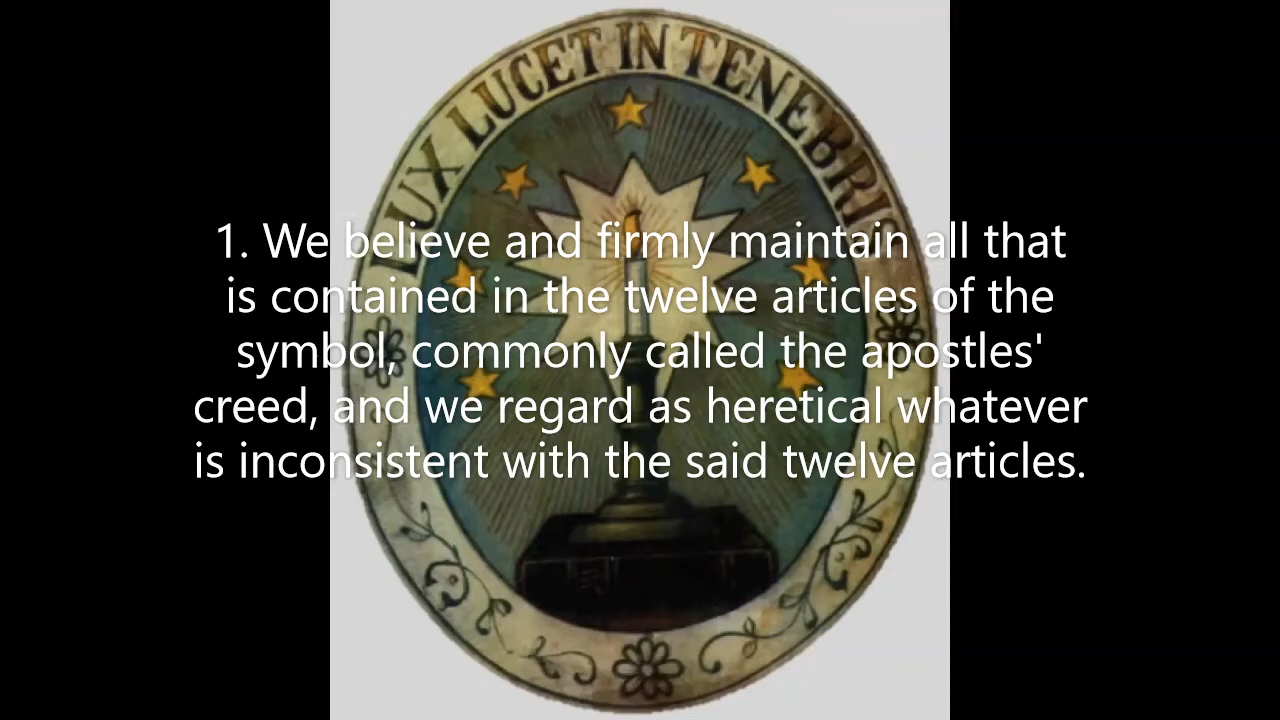 LUX LUCET IN TENEBRIS
1. We believe and firmly maintain all that
is contained in the twelve articles of the
symbol, commonly called the apostles'
creed, and we regard as heretical whatever
is inconsistent with the said twelve articles.